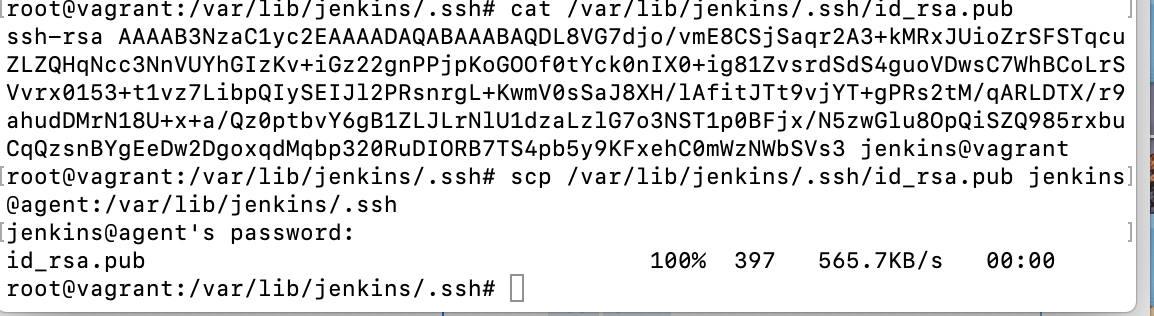 [root@vagrant:/var/lib/jenkins/.ssh# cat /var/lib/jenkins/.ssh/id_rsa.pub ]
ssh-rsa AAAAB3NzaC1yc2EAAAADAQABAAABAQDL8VG7djo/vmE8CSjSaqr2A3+kMRxJUioZrSFSTqcu
ZLZQHqNcc3NnVUYhGIzKv+iGz22gnPPjpKoGOOf0tYck0nIX0+ig81ZvsrdSdS4guoVDwsC7WhBCoLrS
Vvrx0153+t1vz7LibpQIySEIJl2PRsnrgL+KwmV0sSaJ8XH/lAfitJTt9vjYT+gPRs2tM/qARLDTX/r9
ahudDMrN18U+x+a/Qz0ptbvY6gB1ZLJLrNlU1dzaLzlG7o3NST1p0BFjx/N5zwGlu8OpQiSZQ985rxbu
CqQzsnBYgEeDw2DgoxqdMqbp320RuDIORB7TS4pb5y9KFxehC0mWzNWbSVs3 jenkins@vagrant
[root@vagrant:/var/lib/jenkins/.ssh# scp /var/lib/jenkins/.ssh/id_rsa.pub jenkins]
@agent:/var/lib/jenkins/.ssh
[jenkins@agent's password: ]
id_rsa.pub 100% 397 565.7KB/s 00:00
root@vagrant:/var/lib/jenkins/.ssh#